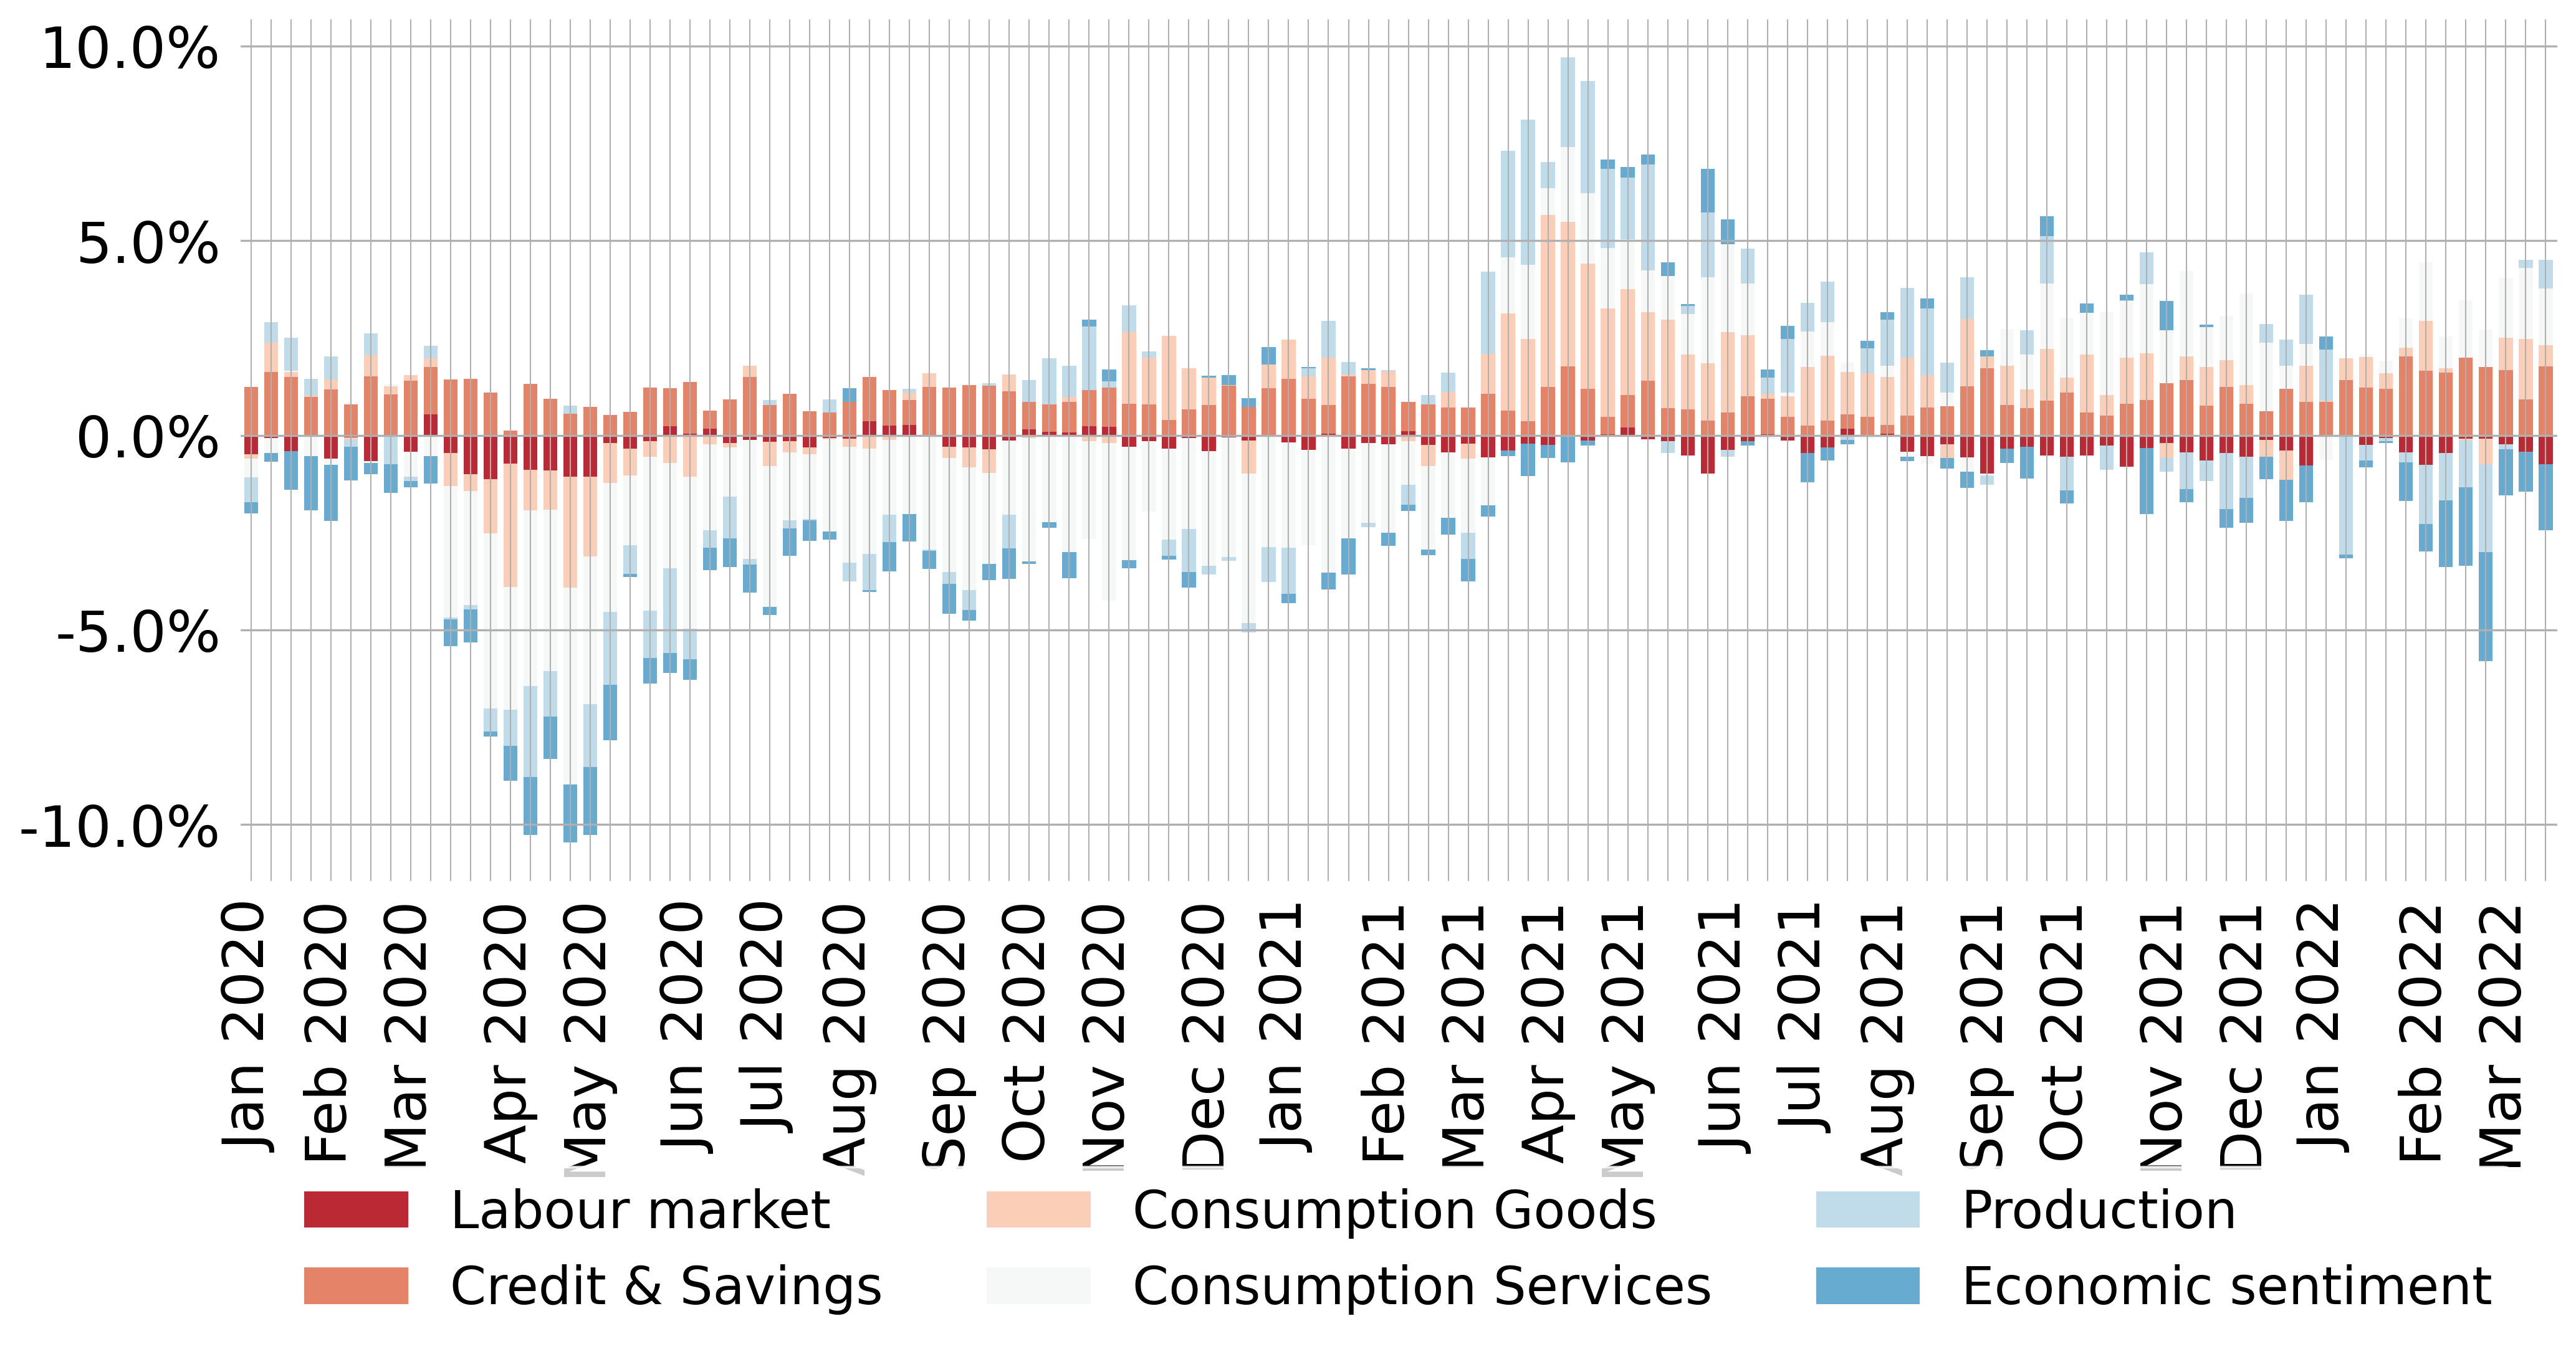 10.0%
5.0%
0.0%
-5.0%
-10.0%
Jan 2020
Feb 2020
Mar 2020
Apr 2020
May 2020
Jun 2020
Jul 2020
Aug 2020
Sep 2020
Oct 2020
Nov 2020
Dec 2020
Jan 2021
Feb 2021
Mar 2021
Apr 2021
May 2021
Jun 2021
Jul 2021
Aug 2021
Sep 2021
Oct 2021
Nov 2021
Dec 2021
Jan 2022
Feb 2022
Mar 2022
Labour market
Consumption Goods
Production
Credit & Savings
Consumption Services
Economic sentiment